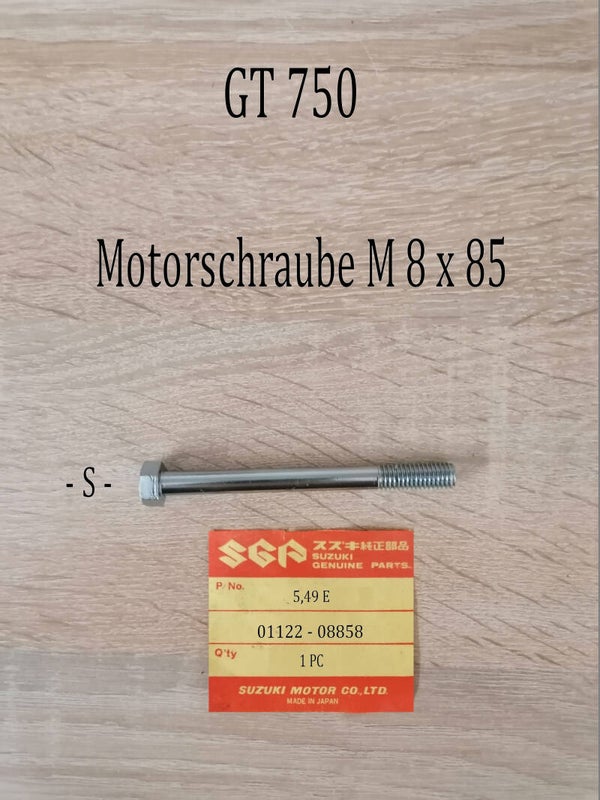 GT 750
Motorschraube M 8 x 85
- S -
SGP スズキ純正部品
SUZUKI
GENUINE PARTS
P. No.
5,49 E
01122 - 08858
Q'ty
1 PC
SUZUKI MOTOR CO.,LTD.
MADE IN JAPAN